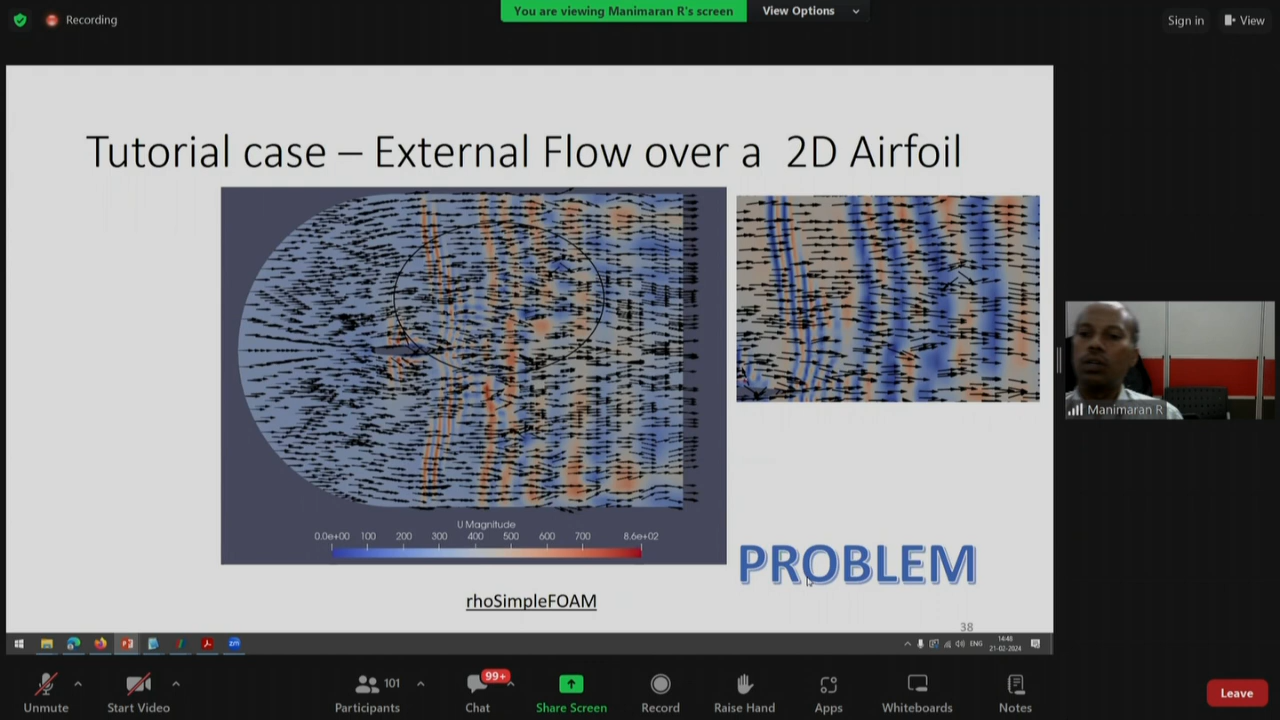 Recording
You are viewing Manimaran R's screen
View Options
Sign in
View
Tutorial case – External Flow over a 2D Airfoil
U Magnitude
0.0e+00 100 200 300 400 500 600 700 8.6e+02
rhoSimpleFOAM
PROBLEM
38
Manimaran R
zm
ENG
14:48
21-02-2024
Unmute
Start Video
101
Participants
99+
Chat
Share Screen
Record
Raise Hand
Apps
Whiteboards
Notes
Leave